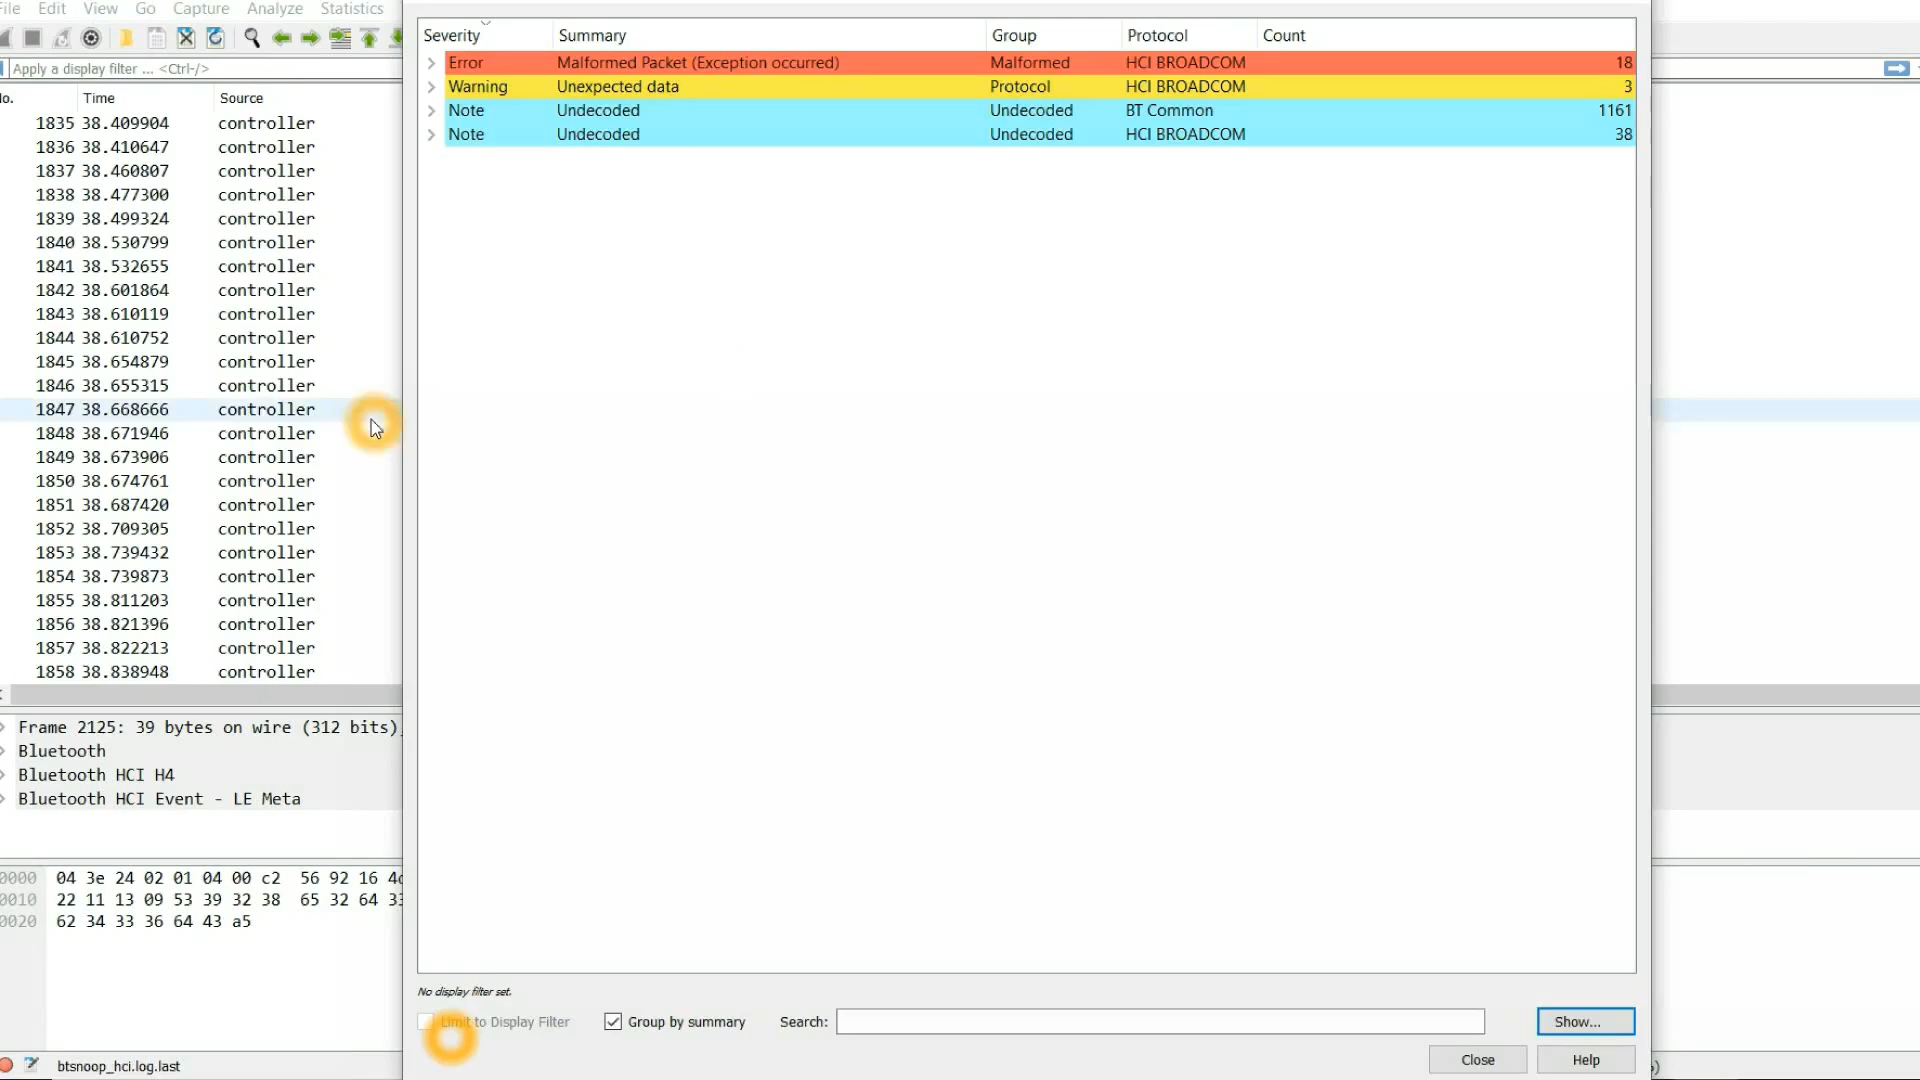 File Edit View Go Capture Analyze Statistics
Apply a display filter ... <Ctrl-/>
No. Time Source
1835 38.409904 controller
1836 38.410647 controller
1837 38.460807 controller
1838 38.477300 controller
1839 38.499324 controller
1840 38.530799 controller
1841 38.532655 controller
1842 38.601864 controller
1843 38.610119 controller
1844 38.610752 controller
1845 38.654879 controller
1846 38.655315 controller
1847 38.668666 controller
1848 38.671946 controller
1849 38.673906 controller
1850 38.674761 controller
1851 38.687420 controller
1852 38.709305 controller
1853 38.739432 controller
1854 38.739873 controller
1855 38.811203 controller
1856 38.821396 controller
1857 38.822213 controller
1858 38.838948 controller
Frame 2125: 39 bytes on wire (312 bits),
Bluetooth
Bluetooth HCI H4
Bluetooth HCI Event - LE Meta
0000 04 3e 24 02 01 04 00 c2 56 92 16 4c
0010 22 11 13 09 53 39 32 38 65 32 64 33
0020 62 34 33 36 64 43 a5
btsnoop_hci.log.last
Severity Summary Group Protocol Count
Error Malformed Packet (Exception occurred) Malformed HCI BROADCOM 18
Warning Unexpected data Protocol HCI BROADCOM 3
Note Undecoded Undecoded BT Common 1161
Note Undecoded Undecoded HCI BROADCOM 38
No display filter set.
Limit to Display Filter Group by summary Search: Show...
Close Help